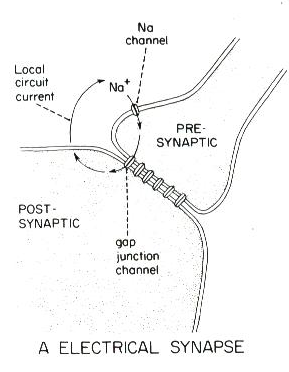 Na
channel
Local
circuit
current
Na+
PRE-
SYNAPTIC
POST-
SYNAPTIC
gap
junction
channel
A ELECTRICAL SYNAPSE